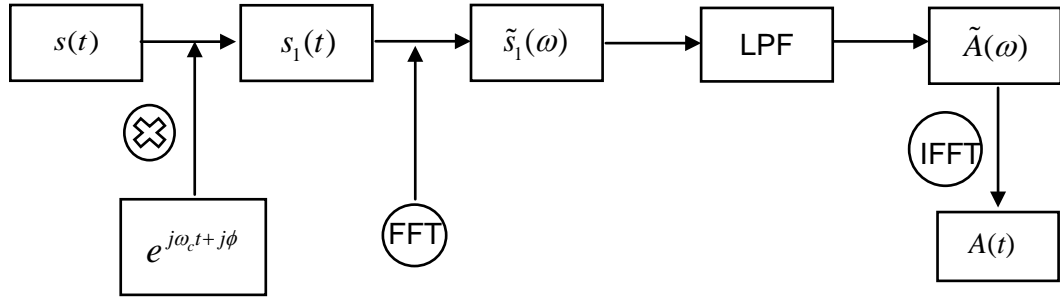 s(t)
s₁(t)
s̃₁(ω)
LPF
Ã(ω)
IFFT
e^{jω_c t+jϕ}
FFT
A(t)